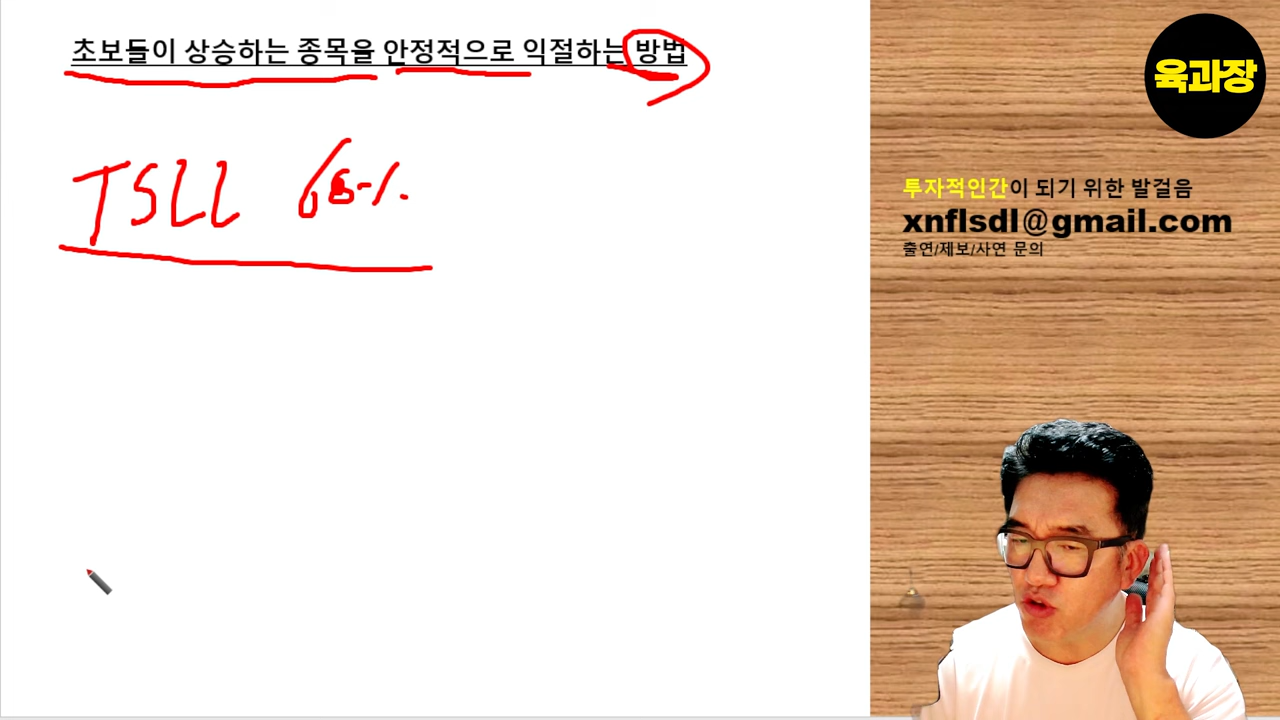 초보들이 상승하는 종목을 안정적으로 익절하는 방법
TSLL 65%
육과장
투자적인간이 되기 위한 발걸음
xnflsdl@gmail.com
출연/제보/사연 문의